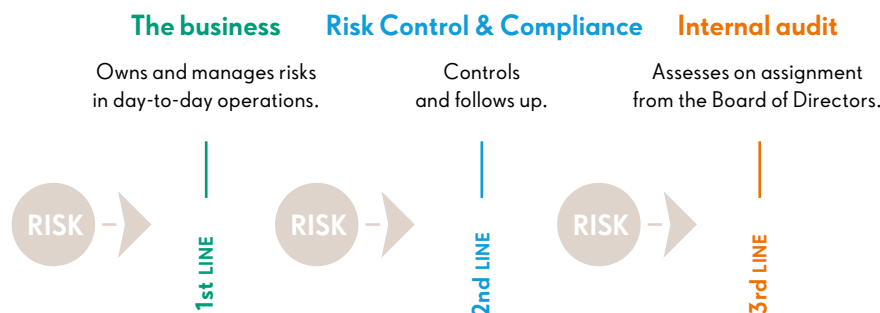 The business
Owns and manages risks
in day-to-day operations.
Risk Control & Compliance
Controls
and follows up.
Internal audit
Assesses on assignment
from the Board of Directors.
RISK
1st LINE
RISK
2nd LINE
RISK
3rd LINE